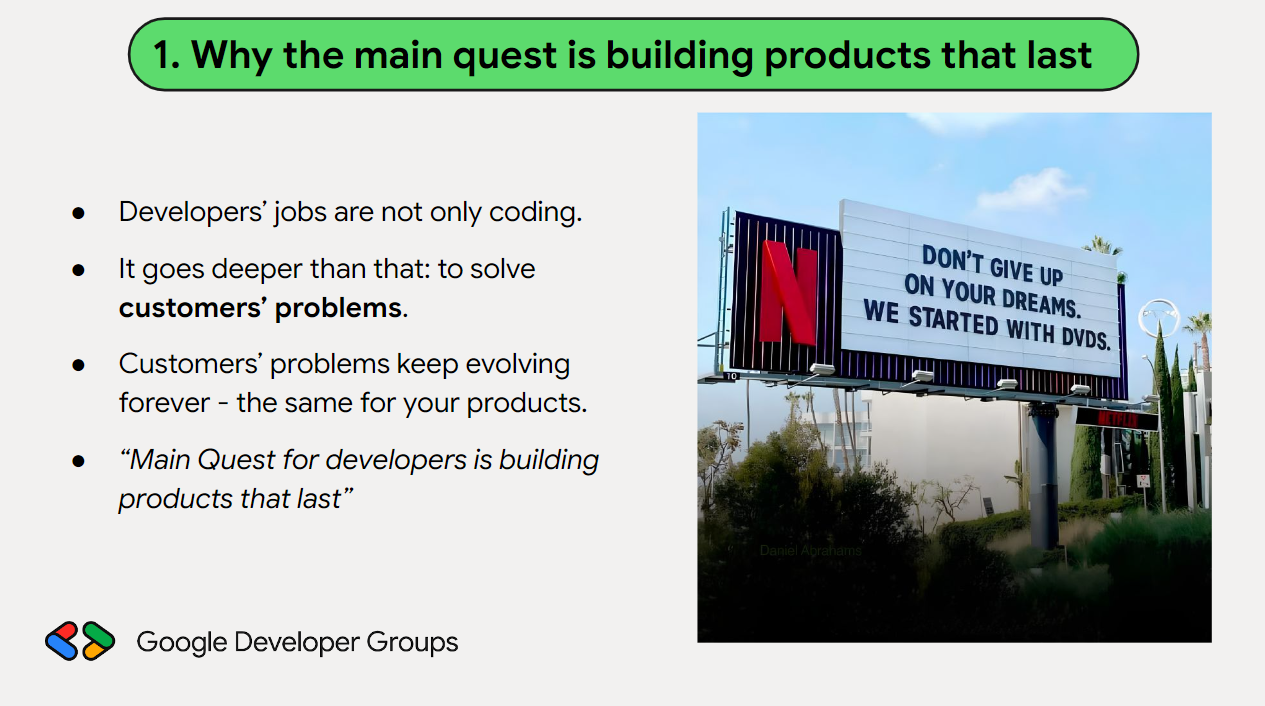 1. Why the main quest is building products that last
● Developers’ jobs are not only coding.
● It goes deeper than that: to solve
customers’ problems.
● Customers’ problems keep evolving
forever - the same for your products.
● “Main Quest for developers is building
products that last”
N
DON’T GIVE UP
ON YOUR DREAMS.
WE STARTED WITH DVDS.
TO
NETFLIX
Daniel Abrahams
Google Developer Groups